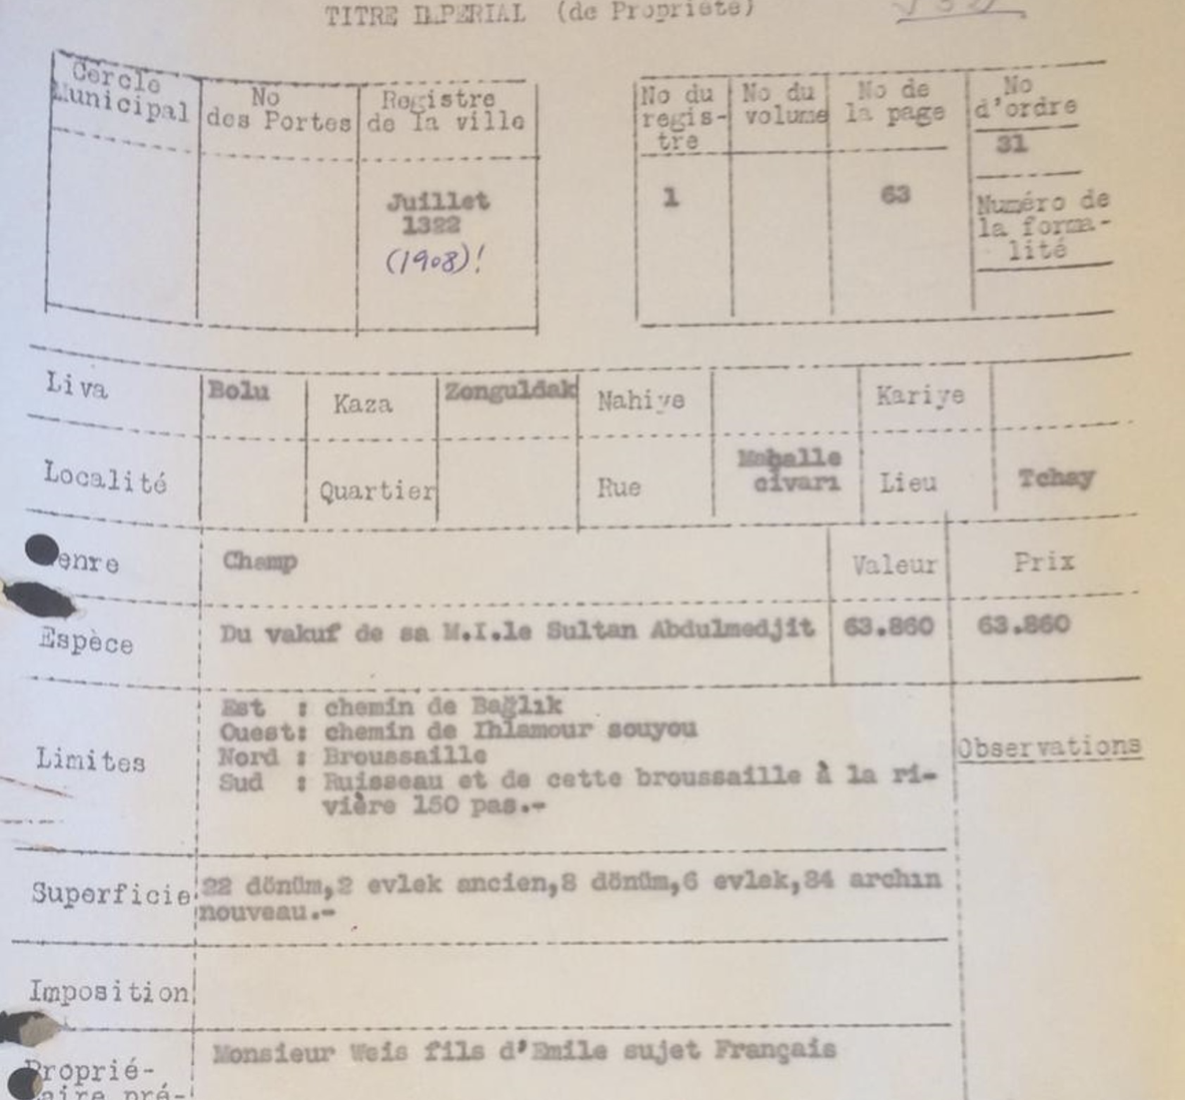 TITRE IMPERIAL (de Propriété)
Cercle Municipal
No des Portes
Registre de la ville
Juillet
1322
(1908)!
No du regis-
tre
No du volume
No de la page
No d'ordre
31
1
63
Numéro de
la forma-
lité
Liva Bolu Kaza Zonguldak Nahiye Kariye
Localité Quartier Rue Mahalle civarı Lieu Tchay
enre Champ Valeur Prix
Espèce Du vakuf de sa M.I.le Sultan Abdulmedjit 63.860 63.860
Limites
Est : chemin de Bağlık
Ouest: chemin de Ihlamour souyou
Nord : Broussaille
Sud : Ruisseau et de cette broussaille à la ri-
vière 150 pas.-
Observations
Superficie 22 dönüm,2 evlek ancien,8 dönüm,6 evlek,34 archın
nouveau.-
Imposition
Monsieur Weis fils d'Emile sujet Français
Proprié-
aire pré-